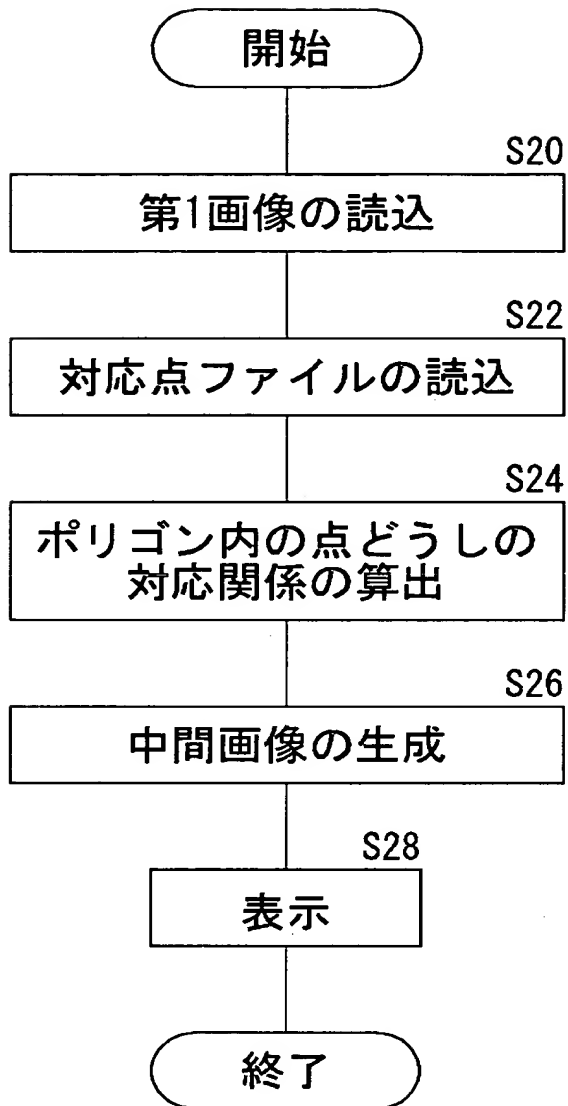 開始
S20
第1画像の読込
S22
対応点ファイルの読込
S24
ポリゴン内の点どうしの
対応関係の算出
S26
中間画像の生成
S28
表示
終了